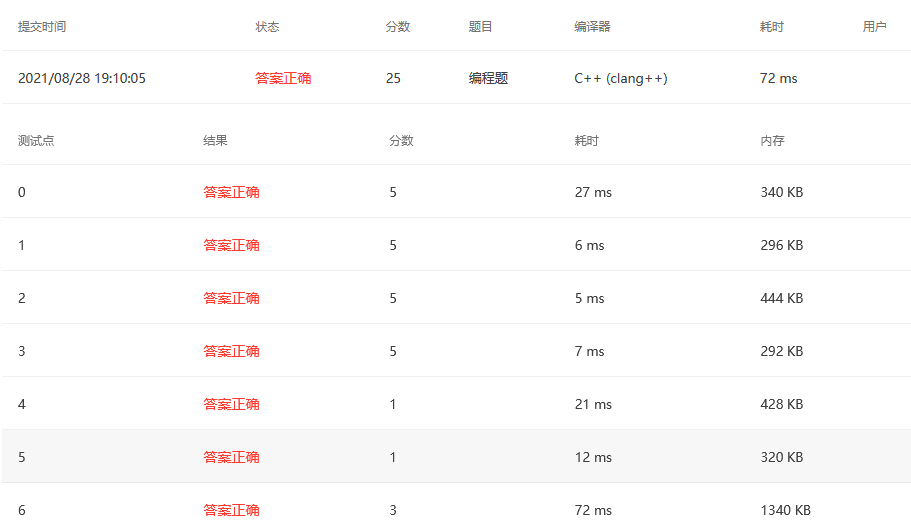 提交时间 状态 分数 题目 编译器 耗时 用户
2021/08/28 19:10:05 答案正确 25 编程题 C++ (clang++) 72 ms
测试点 结果 分数 耗时 内存
0 答案正确 5 27 ms 340 KB
1 答案正确 5 6 ms 296 KB
2 答案正确 5 5 ms 444 KB
3 答案正确 5 7 ms 292 KB
4 答案正确 1 21 ms 428 KB
5 答案正确 1 12 ms 320 KB
6 答案正确 3 72 ms 1340 KB